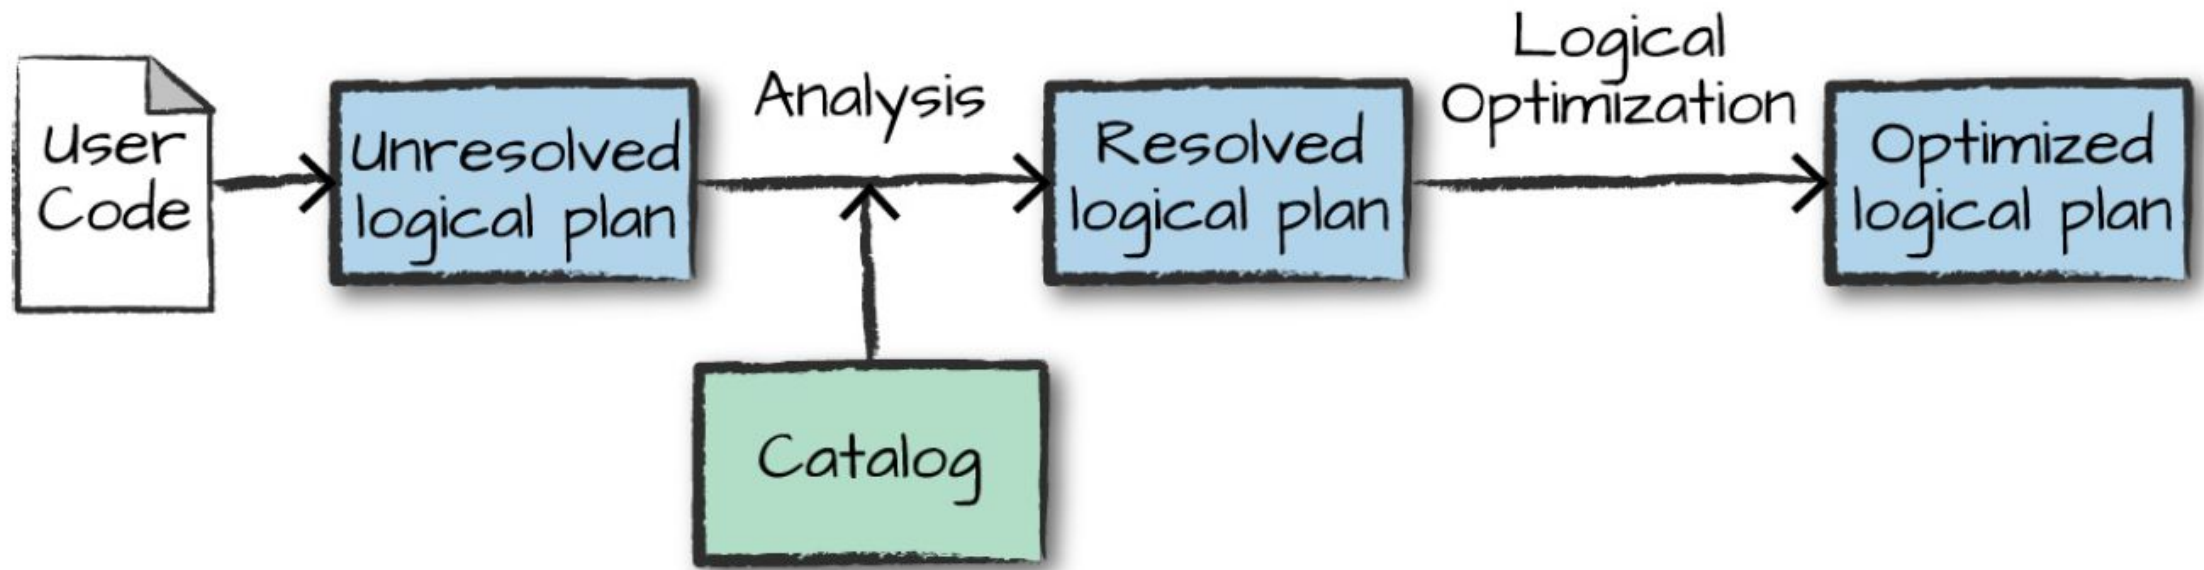 User
Code
Unresolved
logical plan
Analysis
Catalog
Resolved
logical plan
Logical
Optimization
Optimized
logical plan